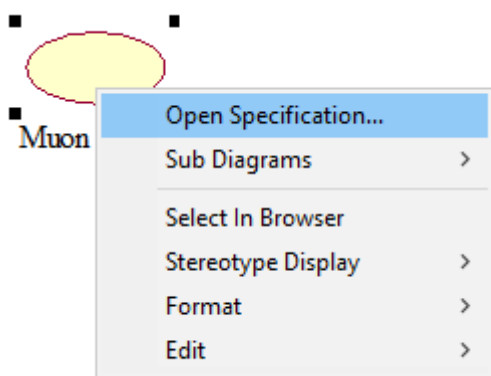 Muon
Open Specification...
Sub Diagrams
Select In Browser
Stereotype Display
Format
Edit